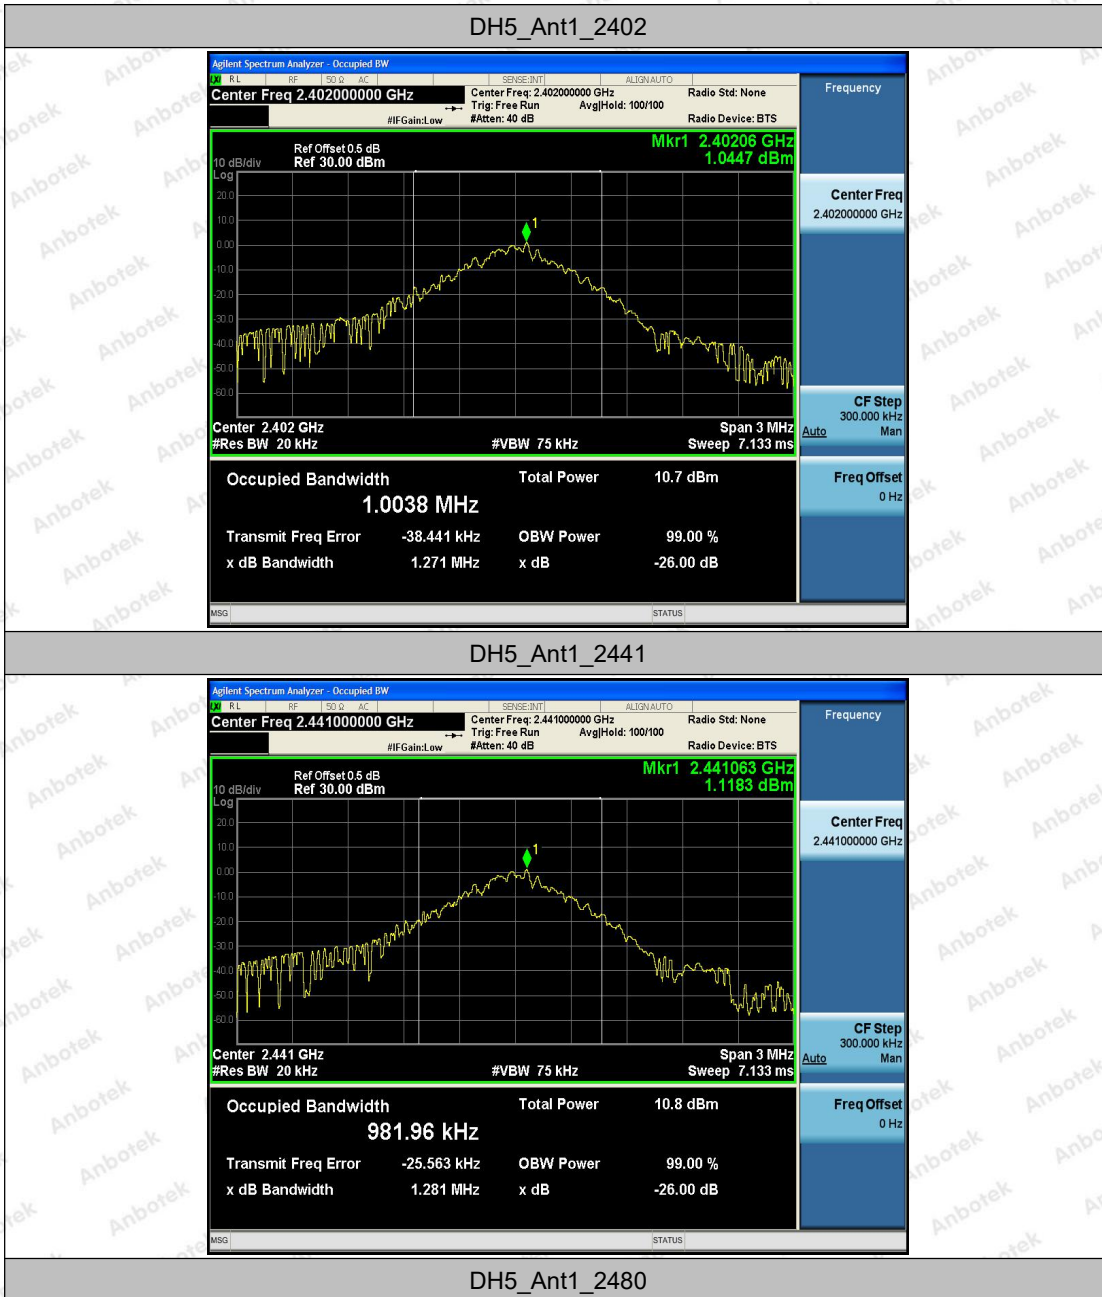 DH5_Ant1_2402
Agilent Spectrum Analyzer - Occupied BW
LXI RL RF 50 Ω AC SENSE:INT ALIGNAUTO
Center Freq 2.402000000 GHz
Center Freq: 2.402000000 GHz
Radio Std: None
Trig: Free Run Avg|Hold: 100/100
#IFGain:Low #Atten: 40 dB Radio Device: BTS
Frequency
Mkr1 2.40206 GHz
1.0447 dBm
Ref Offset 0.5 dB
10 dB/div Ref 30.00 dBm
Log
20.0
10.0
0.00
-10.0
-20.0
-30.0
-40.0
-50.0
-60.0
1
Center Freq
2.402000000 GHz
CF Step
300.000 kHz
Auto Man
Freq Offset
0 Hz
Center 2.402 GHz Span 3 MHz
#Res BW 20 kHz #VBW 75 kHz Sweep 7.133 ms
Occupied Bandwidth Total Power 10.7 dBm
1.0038 MHz
Transmit Freq Error -38.441 kHz OBW Power 99.00 %
x dB Bandwidth 1.271 MHz x dB -26.00 dB
MSG STATUS
DH5_Ant1_2441
Agilent Spectrum Analyzer - Occupied BW
LXI RL RF 50 Ω AC SENSE:INT ALIGNAUTO
Center Freq 2.441000000 GHz
Center Freq: 2.441000000 GHz
Radio Std: None
Trig: Free Run Avg|Hold: 100/100
#IFGain:Low #Atten: 40 dB Radio Device: BTS
Frequency
Mkr1 2.441063 GHz
1.1183 dBm
Ref Offset 0.5 dB
10 dB/div Ref 30.00 dBm
Log
20.0
10.0
0.00
-10.0
-20.0
-30.0
-40.0
-50.0
-60.0
1
Center Freq
2.441000000 GHz
CF Step
300.000 kHz
Auto Man
Freq Offset
0 Hz
Center 2.441 GHz Span 3 MHz
#Res BW 20 kHz #VBW 75 kHz Sweep 7.133 ms
Occupied Bandwidth Total Power 10.8 dBm
981.96 kHz
Transmit Freq Error -25.563 kHz OBW Power 99.00 %
x dB Bandwidth 1.281 MHz x dB -26.00 dB
MSG STATUS
DH5_Ant1_2480
Anbotek